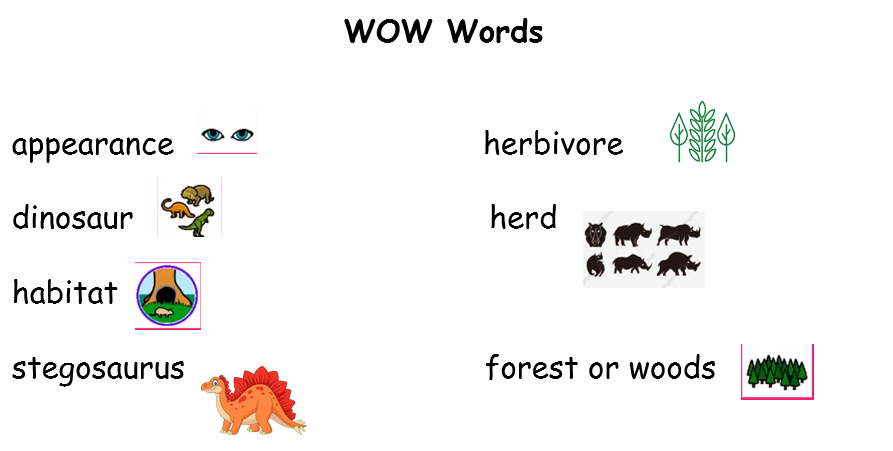 WOW Words
appearance
herbivore
dinosaur
herd
habitat
stegosaurus
forest or woods